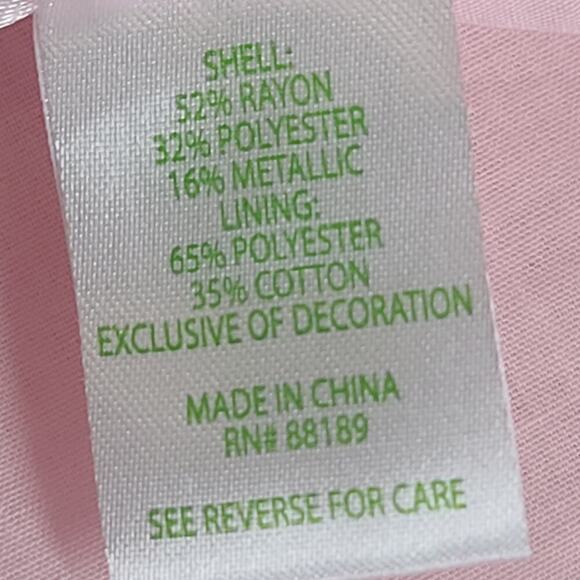 SHELL:
52% RAYON
32% POLYESTER
16% METALLIC
LINING:
65% POLYESTER
35% COTTON
EXCLUSIVE OF DECORATION
MADE IN CHINA
RN# 88189
SEE REVERSE FOR CARE